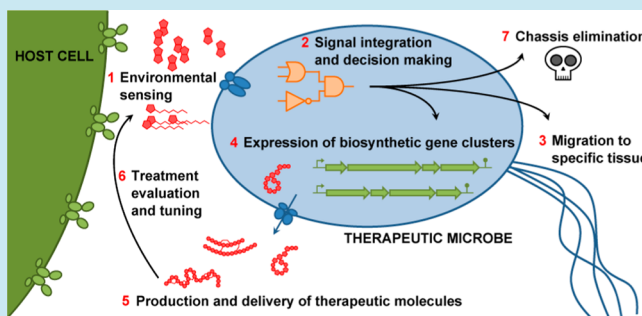 HOST CELL
1 Environmental
sensing
2 Signal integration
and decision making
7 Chassis elimination
3 Migration to
specific tissue
4 Expression of biosynthetic gene clusters
6 Treatment
evaluation
and tuning
THERAPEUTIC MICROBE
5 Production and delivery of therapeutic molecules